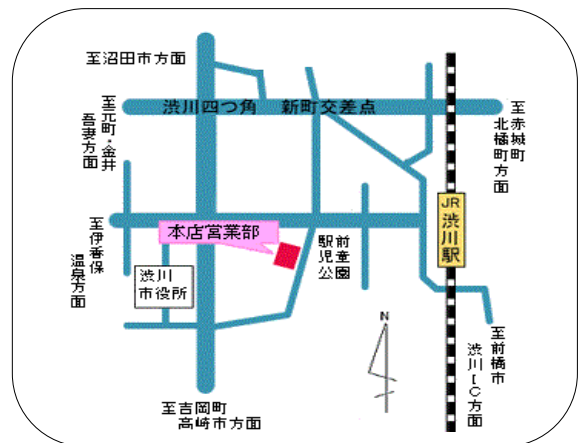 至沼田市方面
渋川四つ角
新町交差点
至元町・金井
吾妻方面
至赤城町
北橘町方面
JR
渋川駅
至伊香保
温泉方面
本店営業部
駅前
児童
公園
渋川
市役所
N
至前橋市
渋川IC方面
至吉岡町
高崎市方面